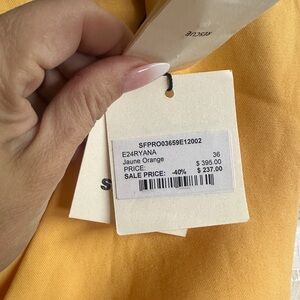 SFPRO03659E12002
E24RYANA 36
Jaune Orange $ 395.00
PRICE:
SALE PRICE: -40% $ 237.00